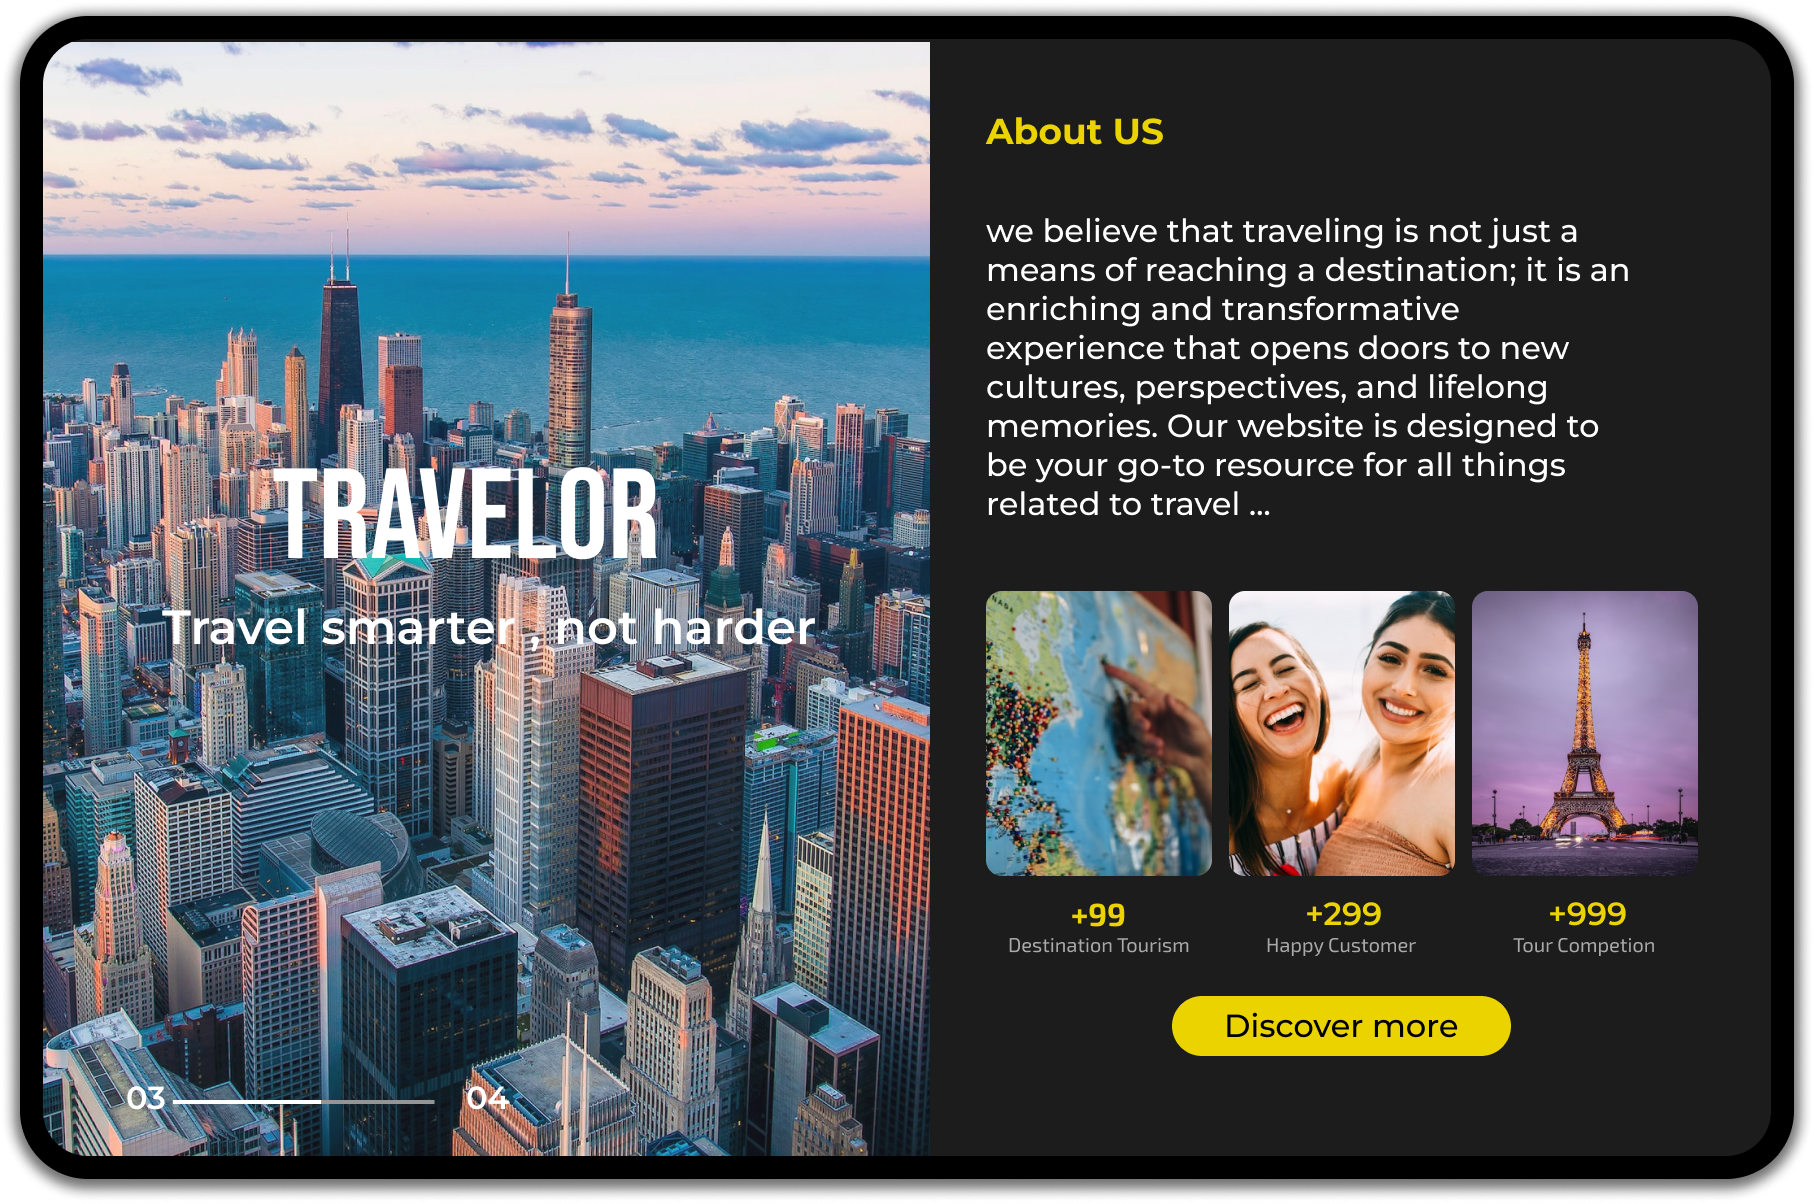 TRAVELOR
Travel smarter , not harder
03
04
About US
we believe that traveling is not just a
means of reaching a destination; it is an
enriching and transformative
experience that opens doors to new
cultures, perspectives, and lifelong
memories. Our website is designed to
be your go-to resource for all things
related to travel ...
+99
Destination Tourism
+299
Happy Customer
+999
Tour Competion
Discover more